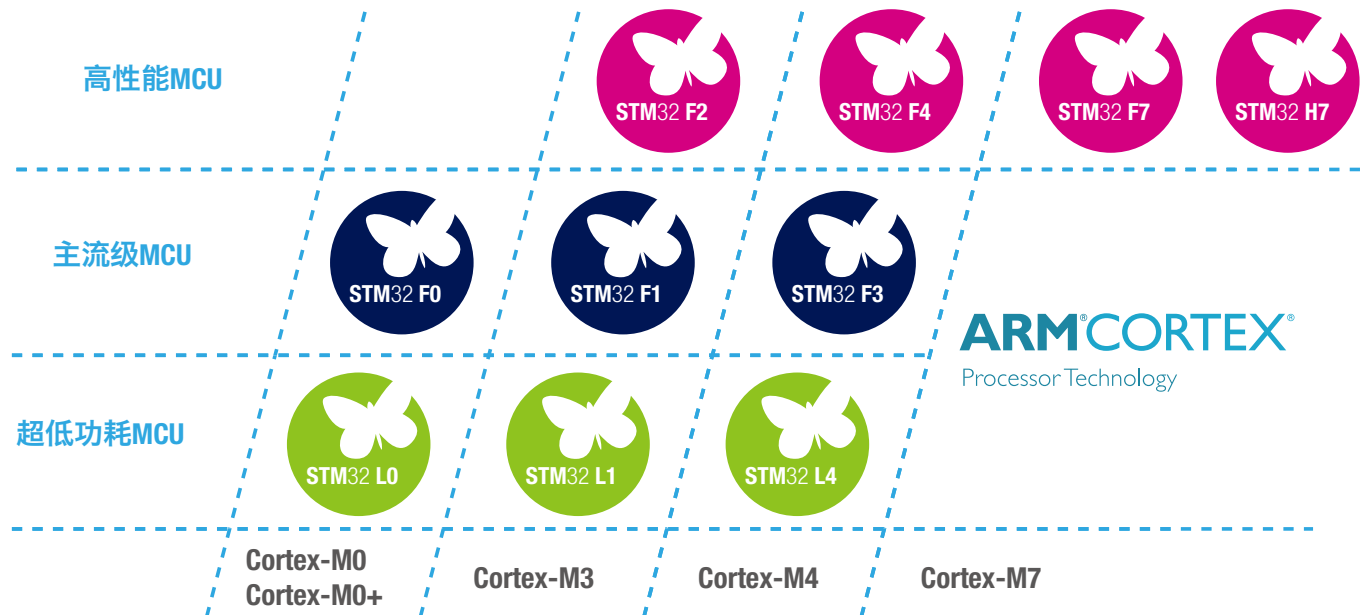 高性能MCU
STM32 F2
STM32 F4
STM32 F7
STM32 H7
主流级MCU
STM32 F0
STM32 F1
STM32 F3
ARM®CORTEX®
Processor Technology
超低功耗MCU
STM32 L0
STM32 L1
STM32 L4
Cortex-M0
Cortex-M0+
Cortex-M3
Cortex-M4
Cortex-M7